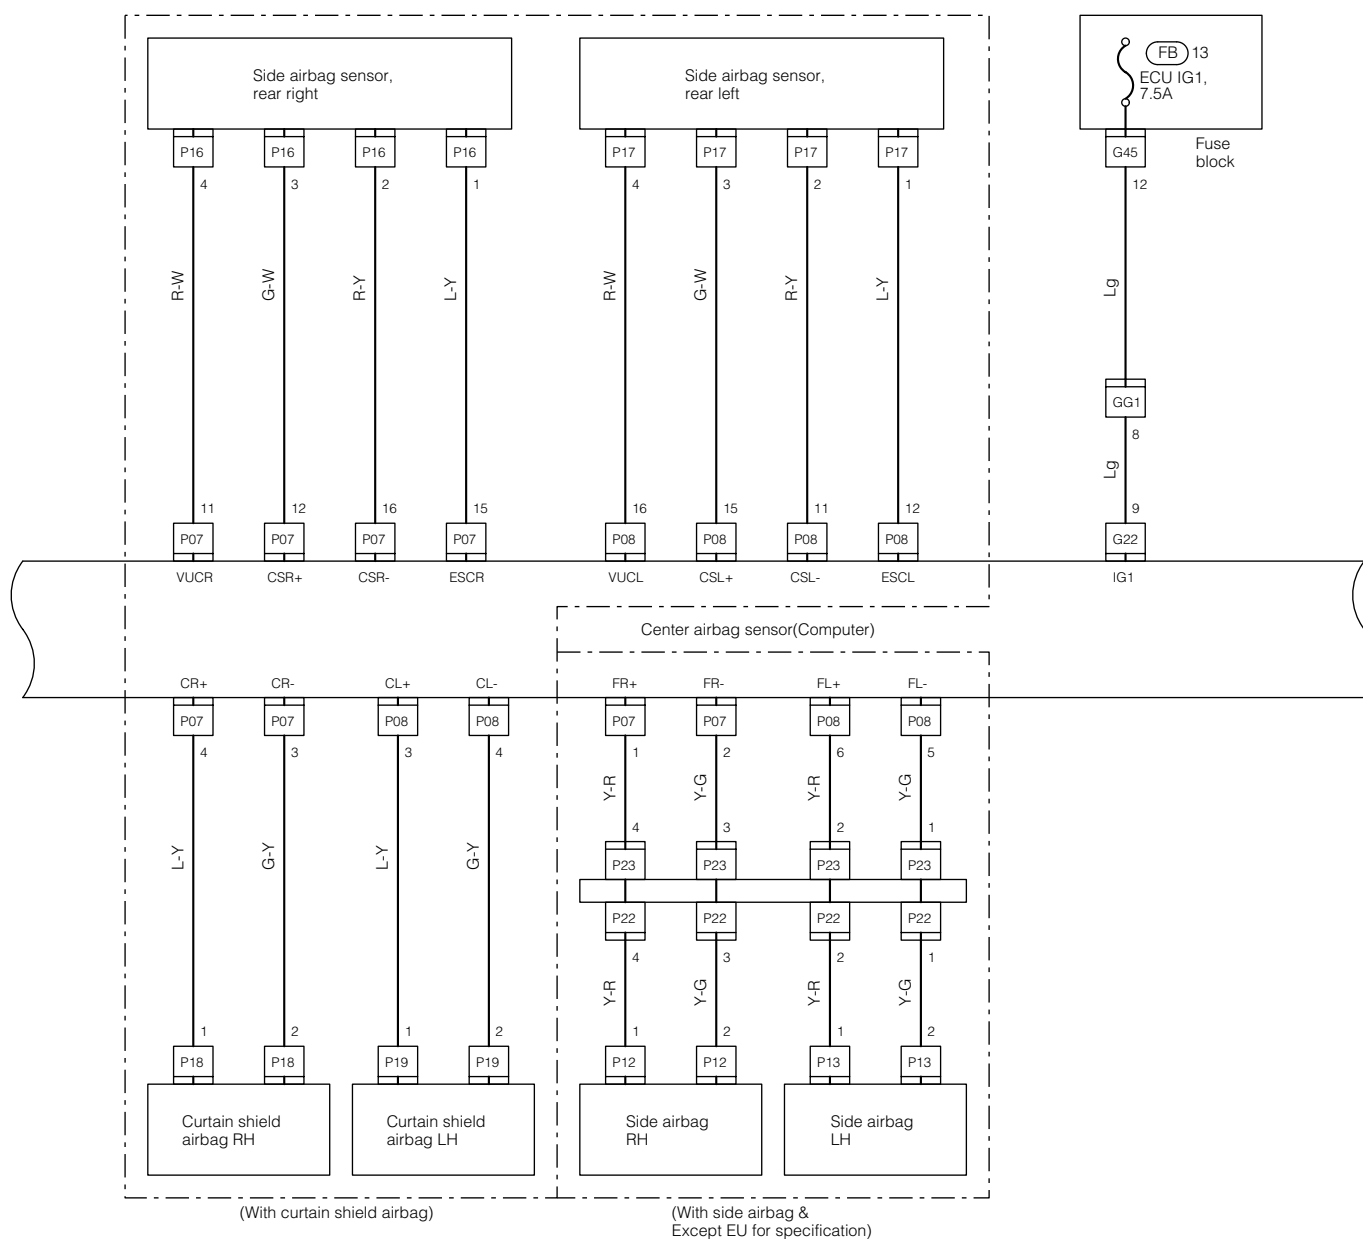 Side airbag sensor,
rear right
Side airbag sensor,
rear left
FB 13
ECU IG1,
7.5A
Fuse
block
P16 P16 P16 P16 P17 P17 P17 P17 G45
4 3 2 1 4 3 2 1 12
R-W G-W R-Y L-Y R-W G-W R-Y L-Y Lg
GG1
8
Lg
11 12 16 15 16 15 11 12 9
P07 P07 P07 P07 P08 P08 P08 P08 G22
VUCR CSR+ CSR- ESCR VUCL CSL+ CSL- ESCL IG1
Center airbag sensor(Computer)
CR+ CR- CL+ CL- FR+ FR- FL+ FL-
P07 P07 P08 P08 P07 P07 P08 P08
4 3 3 4 1 2 6 5
Y-R Y-G Y-R Y-G
4 3 2 1
L-Y G-Y L-Y G-Y
P23 P23 P23 P23
P22 P22 P22 P22
4 3 2 1
Y-R Y-G Y-R Y-G
1 2 1 2 1 2 1 2
P18 P18 P19 P19 P12 P12 P13 P13
Curtain shield
airbag RH
Curtain shield
airbag LH
Side airbag
RH
Side airbag
LH
(With curtain shield airbag)
(With side airbag &
Except EU for specification)